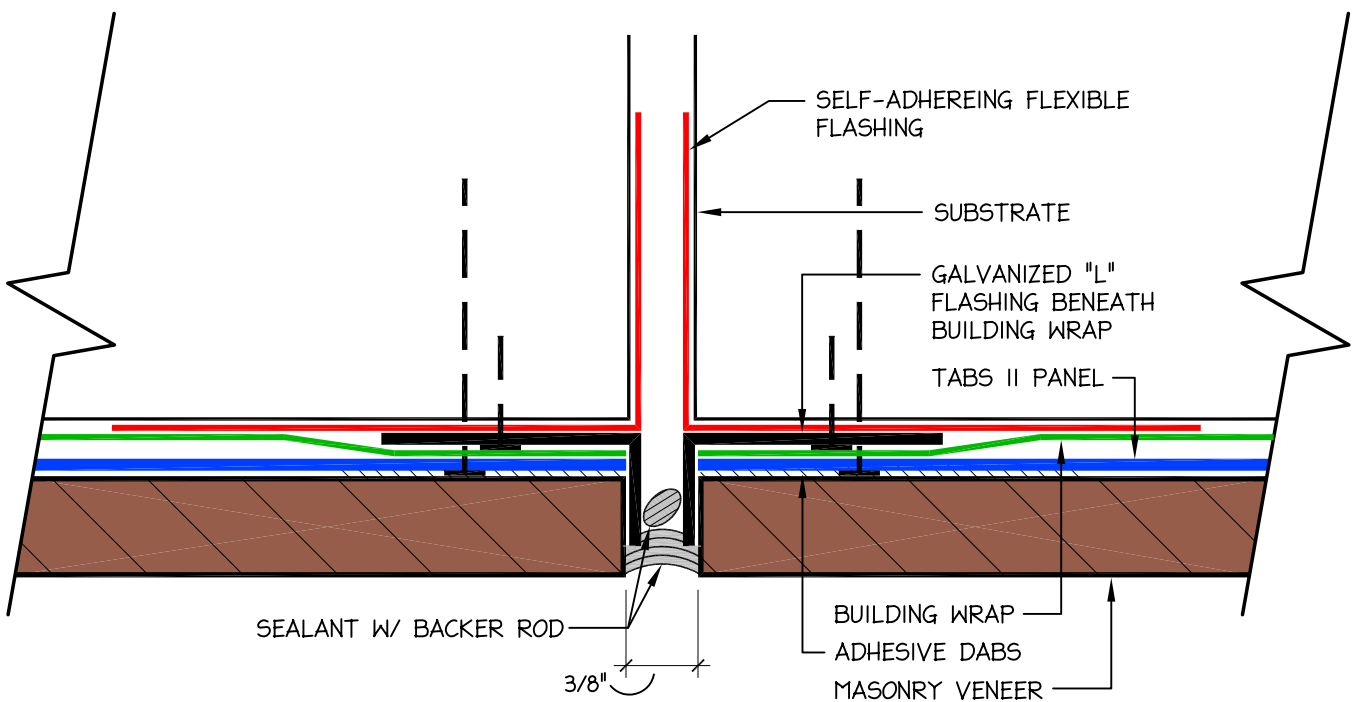 SELF-ADHEREING FLEXIBLE
FLASHING
SUBSTRATE
GALVANIZED "L"
FLASHING BENEATH
BUILDING WRAP
TABS II PANEL
BUILDING WRAP
SEALANT W/ BACKER ROD
ADHESIVE DABS
3/8"
MASONRY VENEER